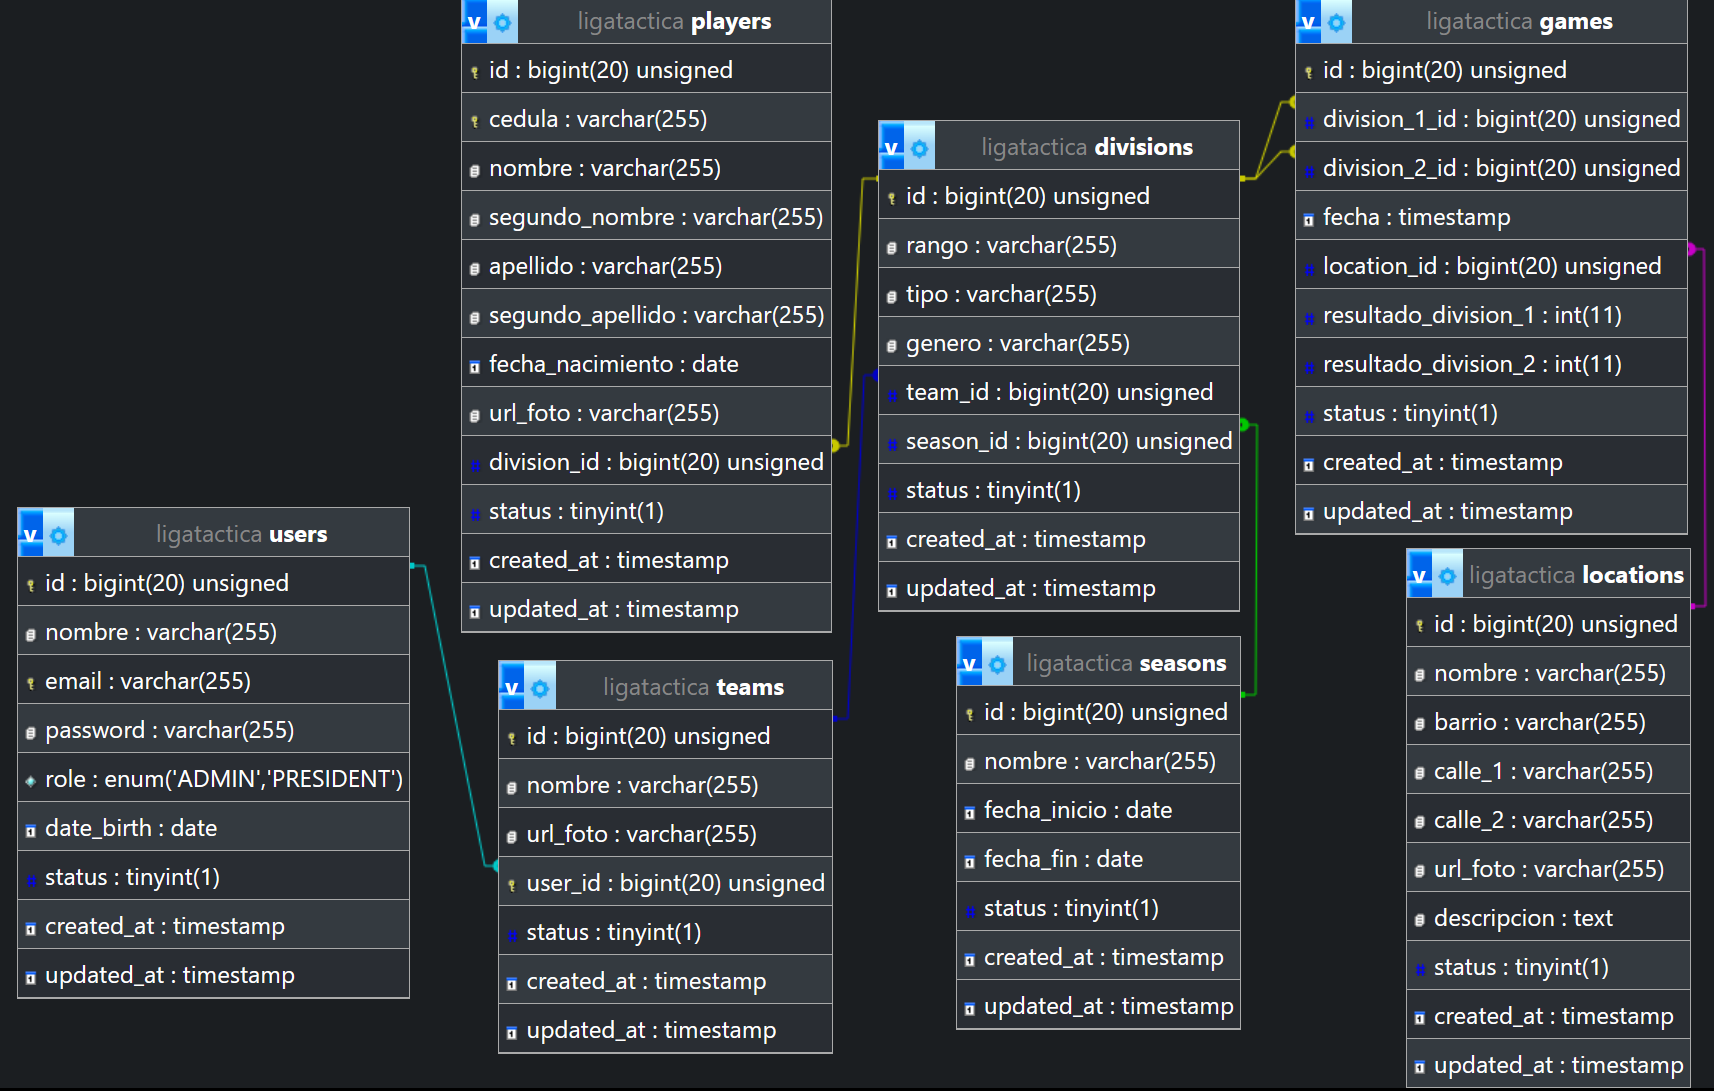 ligatactica players
id : bigint(20) unsigned
cedula : varchar(255)
nombre : varchar(255)
segundo_nombre : varchar(255)
apellido : varchar(255)
segundo_apellido : varchar(255)
fecha_nacimiento : date
url_foto : varchar(255)
division_id : bigint(20) unsigned
status : tinyint(1)
created_at : timestamp
updated_at : timestamp
ligatactica games
id : bigint(20) unsigned
division_1_id : bigint(20) unsigned
division_2_id : bigint(20) unsigned
fecha : timestamp
location_id : bigint(20) unsigned
resultado_division_1 : int(11)
resultado_division_2 : int(11)
status : tinyint(1)
created_at : timestamp
updated_at : timestamp
ligatactica divisions
id : bigint(20) unsigned
rango : varchar(255)
tipo : varchar(255)
genero : varchar(255)
team_id : bigint(20) unsigned
season_id : bigint(20) unsigned
status : tinyint(1)
created_at : timestamp
updated_at : timestamp
ligatactica users
id : bigint(20) unsigned
nombre : varchar(255)
email : varchar(255)
password : varchar(255)
role : enum('ADMIN','PRESIDENT')
date_birth : date
status : tinyint(1)
created_at : timestamp
updated_at : timestamp
ligatactica teams
id : bigint(20) unsigned
nombre : varchar(255)
url_foto : varchar(255)
user_id : bigint(20) unsigned
status : tinyint(1)
created_at : timestamp
updated_at : timestamp
ligatactica seasons
id : bigint(20) unsigned
nombre : varchar(255)
fecha_inicio : date
fecha_fin : date
status : tinyint(1)
created_at : timestamp
updated_at : timestamp
ligatactica locations
id : bigint(20) unsigned
nombre : varchar(255)
barrio : varchar(255)
calle_1 : varchar(255)
calle_2 : varchar(255)
url_foto : varchar(255)
descripcion : text
status : tinyint(1)
created_at : timestamp
updated_at : timestamp